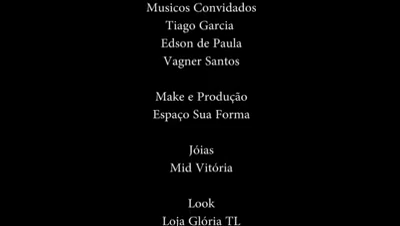 Musicos Convidados
Tiago Garcia
Edson de Paula
Vagner Santos
Make e Produção
Espaço Sua Forma
Jóias
Mid Vitória
Look
Loja Glória TL